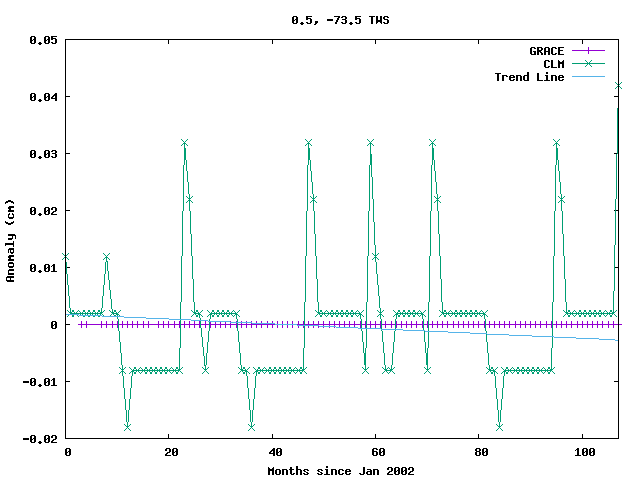 0.5, -73.5 TWS
0.05
0.04
0.03
0.02
0.01
0
-0.01
-0.02
Anomaly (cm)
GRACE
CLM
Trend Line
0 20 40 60 80 100
Months since Jan 2002